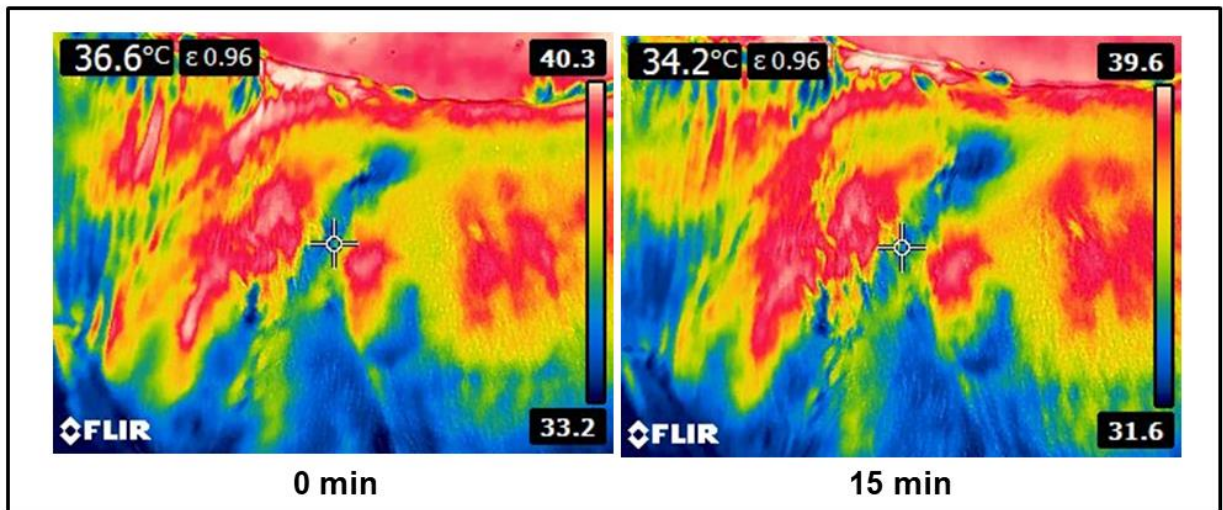 36.6°C ε 0.96
40.3
33.2
FLIR
0 min
34.2°C ε 0.96
39.6
31.6
FLIR
15 min